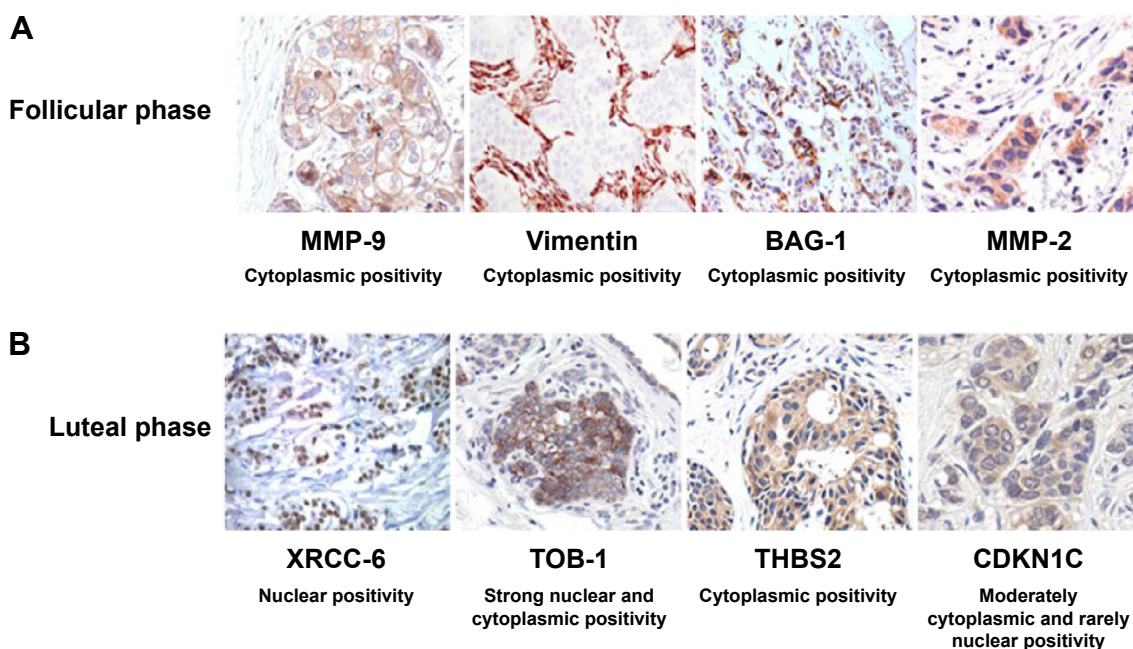 A
Follicular phase
MMP-9
Cytoplasmic positivity
Vimentin
Cytoplasmic positivity
BAG-1
Cytoplasmic positivity
MMP-2
Cytoplasmic positivity
B
Luteal phase
XRCC-6
Nuclear positivity
TOB-1
Strong nuclear and
cytoplasmic positivity
THBS2
Cytoplasmic positivity
CDKN1C
Moderately
cytoplasmic and rarely
nuclear positivity